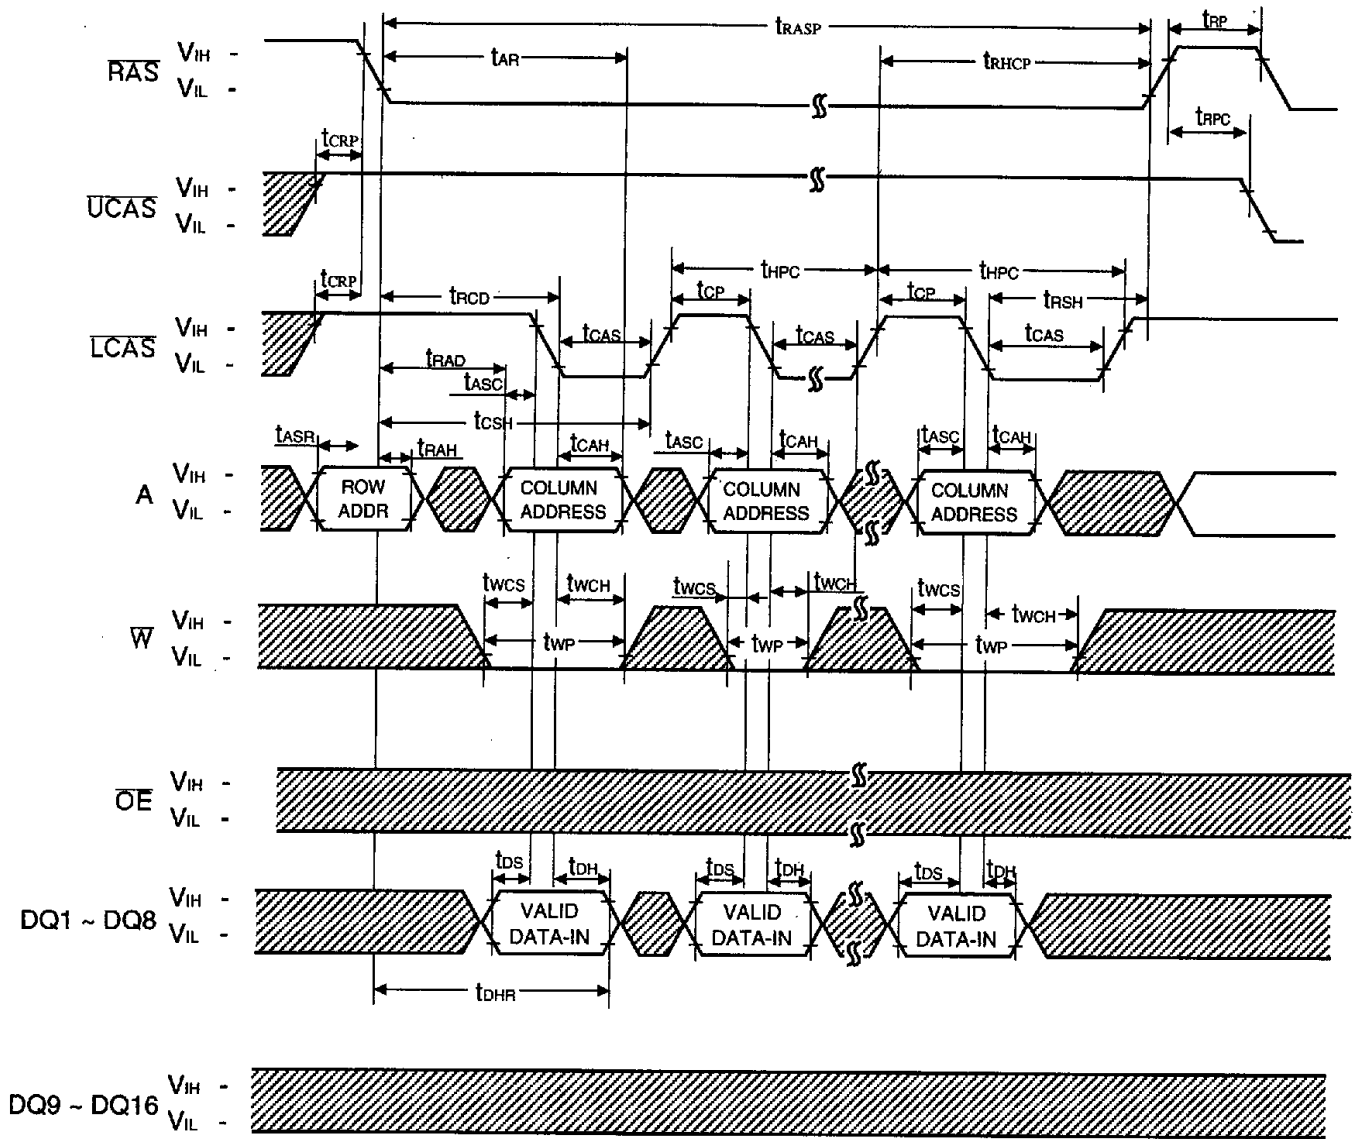 tRASP
tRP
RAS
VIH -
VIL -
tAR
tRHCP
tCRP
tRPC
UCAS
VIH -
VIL -
tCRP
tRCD
tHPC
tHPC
tCP
tCP
tRSH
LCAS
VIH -
VIL -
tCAS
tCAS
tCAS
tRAD
tASC
tCSH
tASR
tRAH
tCAH
tASC
tCAH
tASC
tCAH
A
VIH -
VIL -
ROW
ADDR
COLUMN
ADDRESS
COLUMN
ADDRESS
COLUMN
ADDRESS
tWCS
tWCH
tWCS
tWCH
tWCS
tWCH
W
VIH -
VIL -
tWP
tWP
tWP
OE
VIH -
VIL -
tDS
tDH
tDS
tDH
tDS
tDH
DQ1 ~ DQ8
VIH -
VIL -
VALID
DATA-IN
VALID
DATA-IN
VALID
DATA-IN
tDHR
DQ9 ~ DQ16
VIH -
VIL -